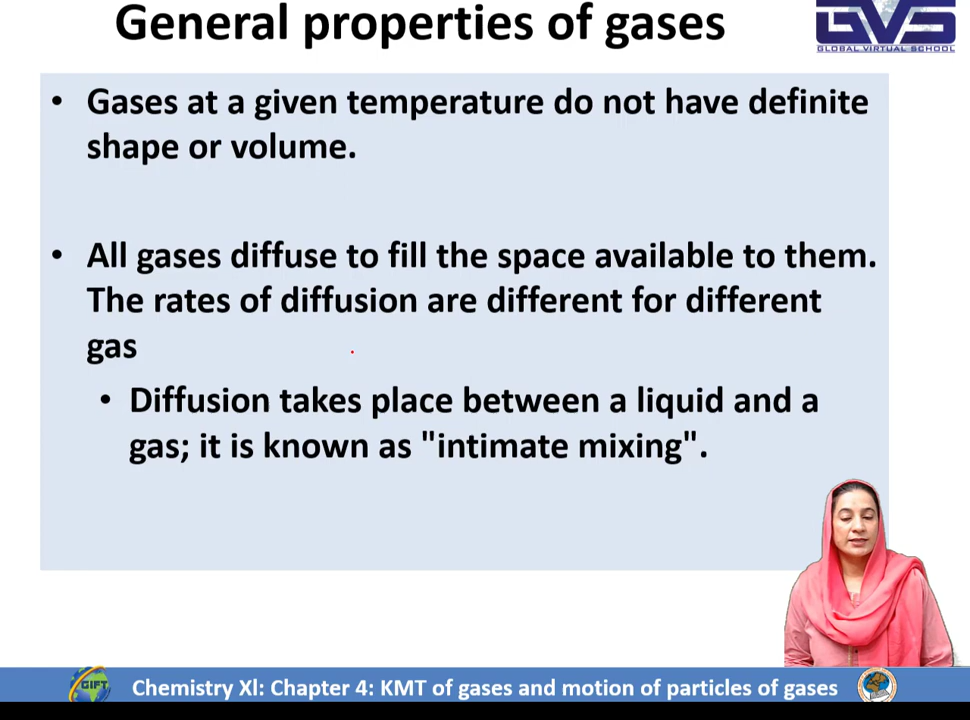 General properties of gases
GVS
GLOBAL VIRTUAL SCHOOL
• Gases at a given temperature do not have definite
shape or volume.
• All gases diffuse to fill the space available to them.
The rates of diffusion are different for different
gas
• Diffusion takes place between a liquid and a
gas; it is known as "intimate mixing".
GIFT
Chemistry Xl: Chapter 4: KMT of gases and motion of particles of gases